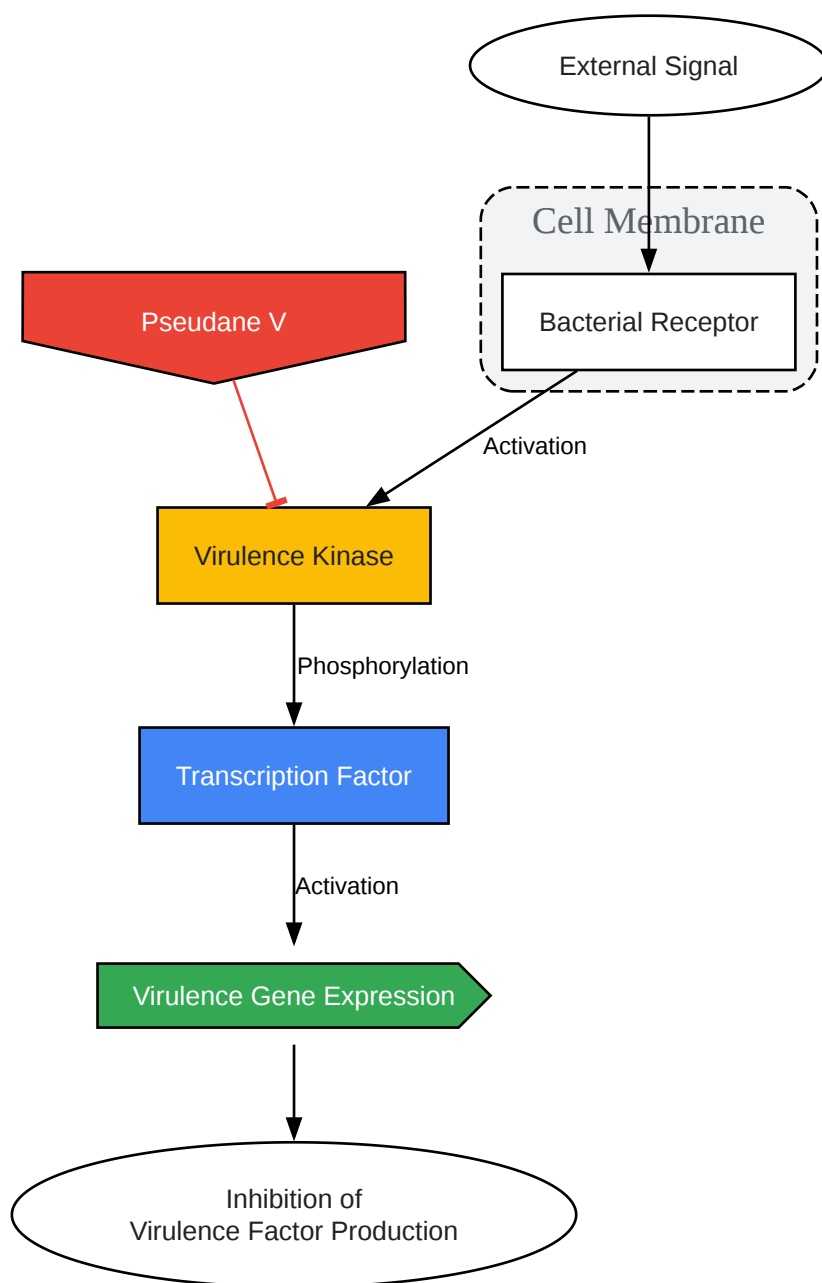 External Signal
Cell Membrane
Pseudane V
Bacterial Receptor
Activation
Virulence Kinase
Phosphorylation
Transcription Factor
Activation
Virulence Gene Expression
Inhibition of
Virulence Factor Production